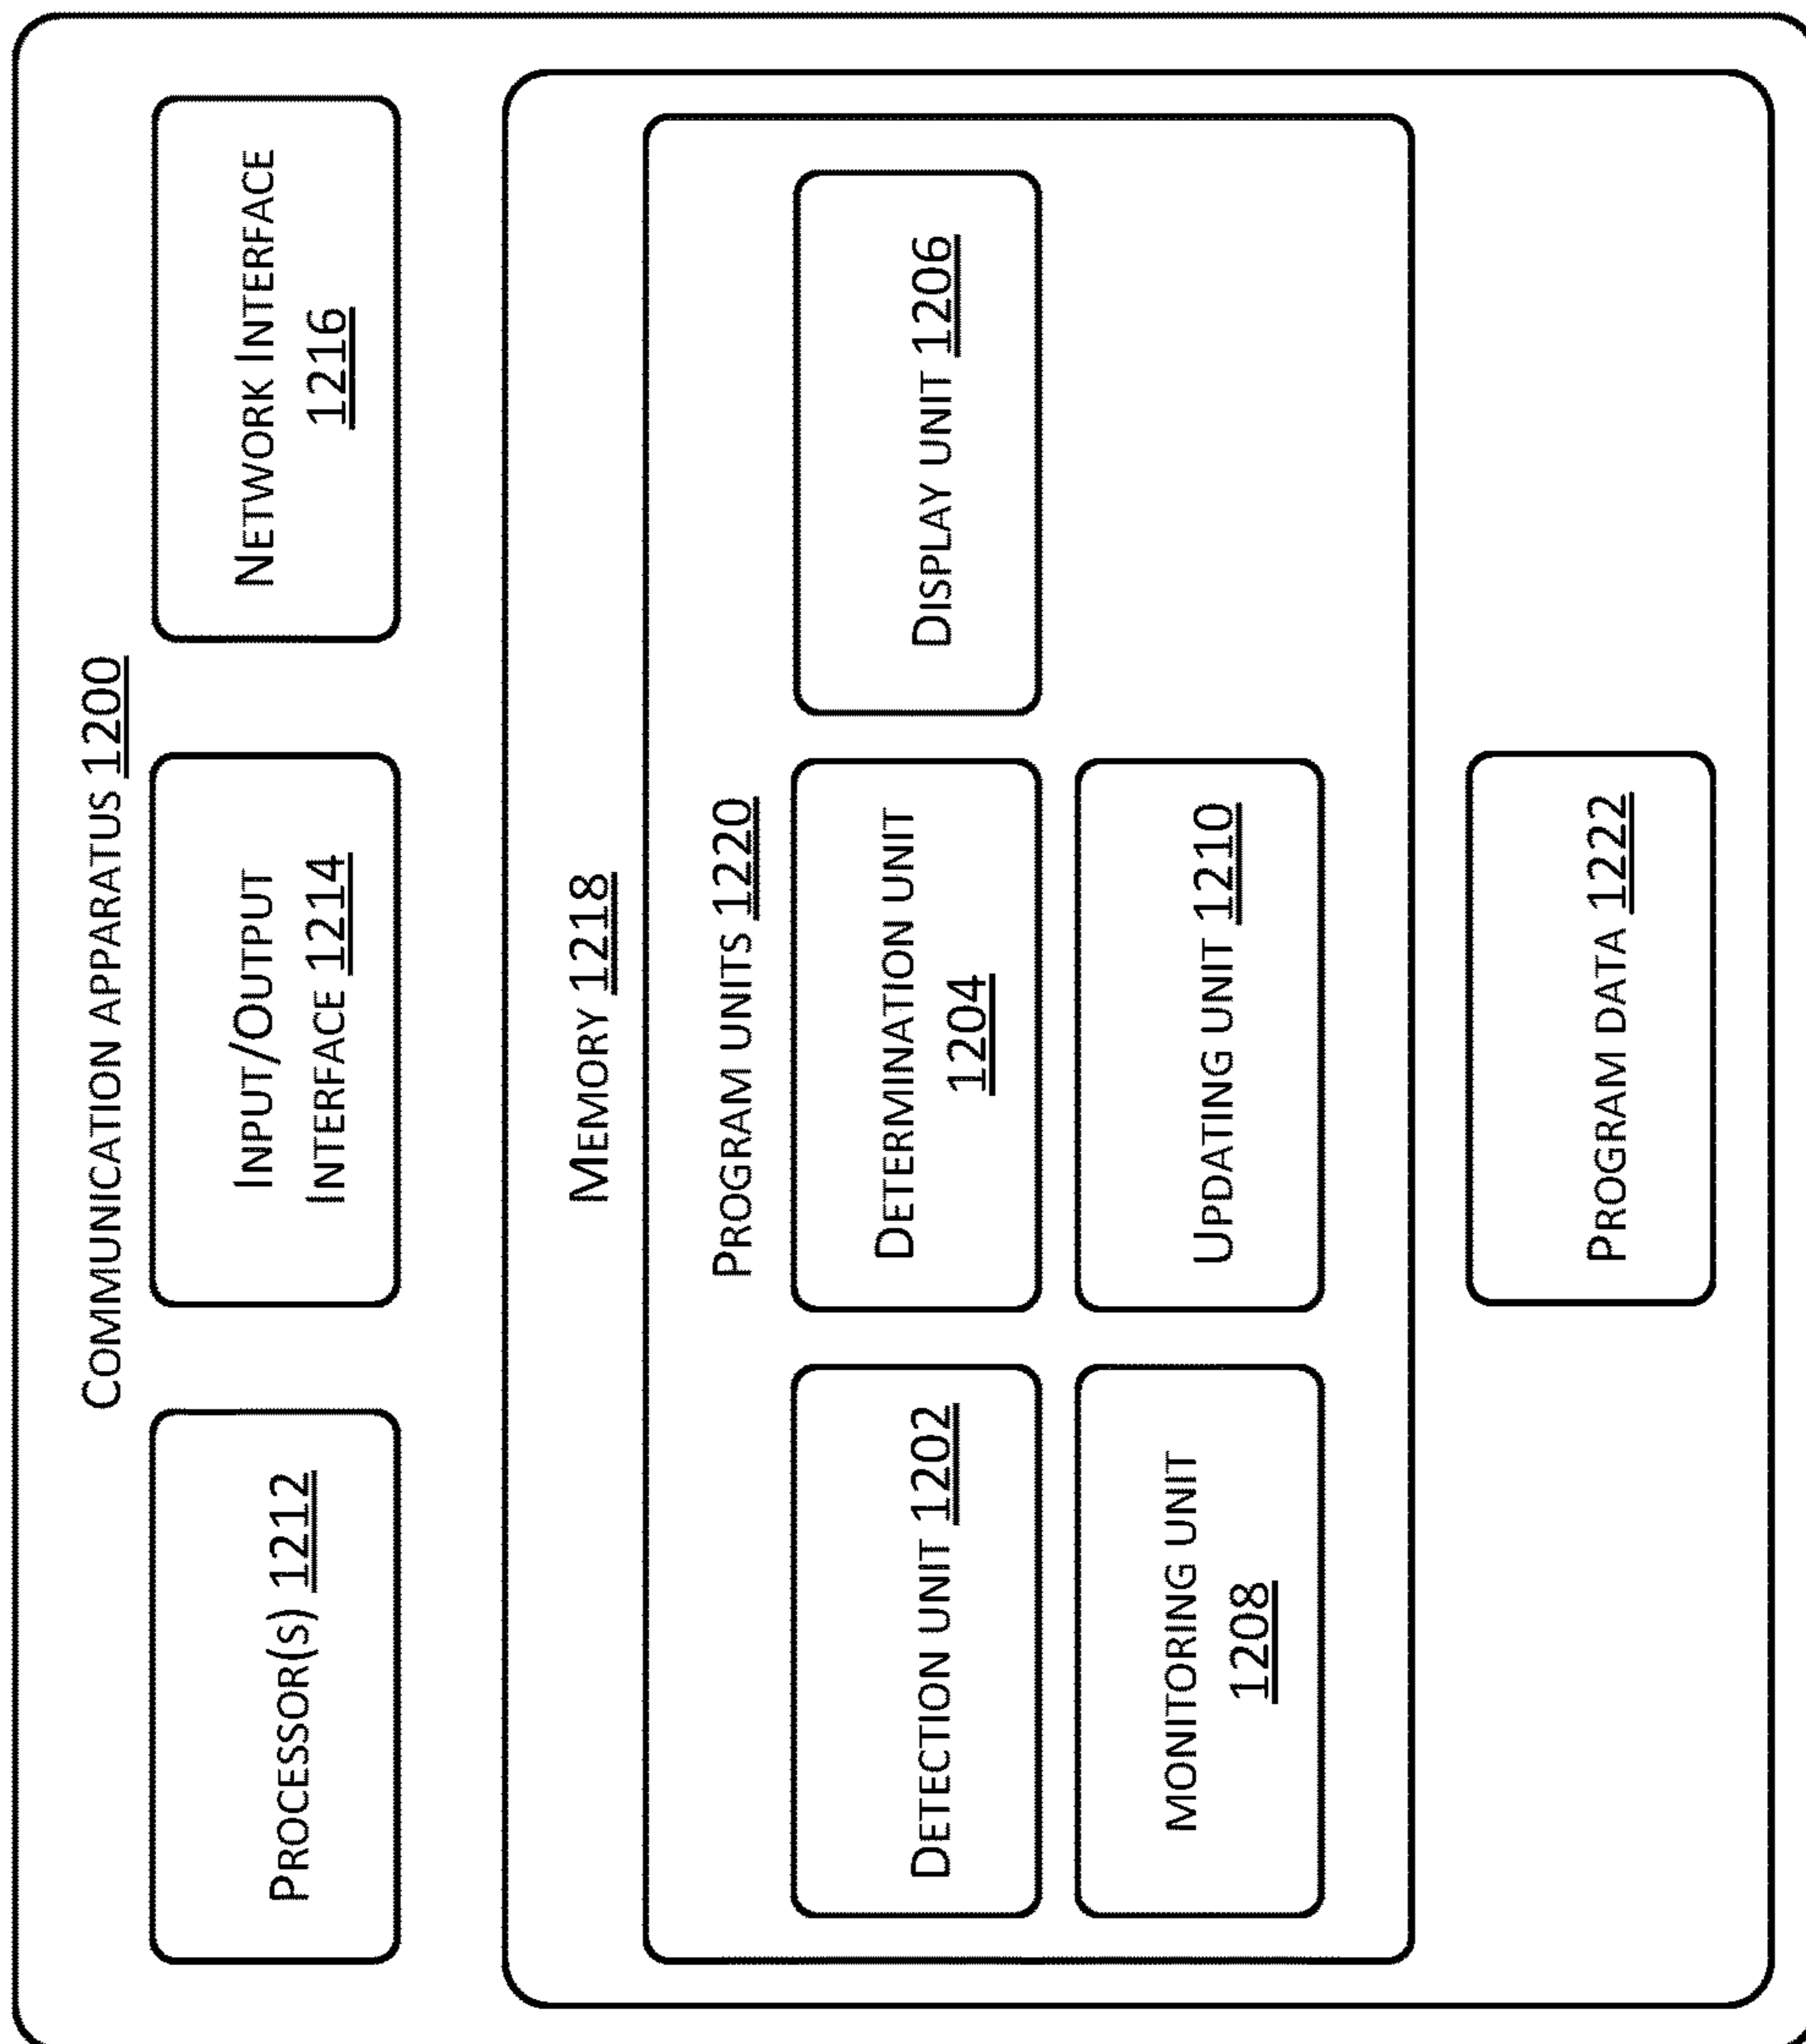 Communication apparatus 1200
Processor(s) 1212
Input/Output
Interface 1214
Network Interface
1216
Memory 1218
Program units 1220
Detection unit 1202
Determination unit
1204
Display unit 1206
monitoring unit
1208
Updating unit 1210
Program data 1222